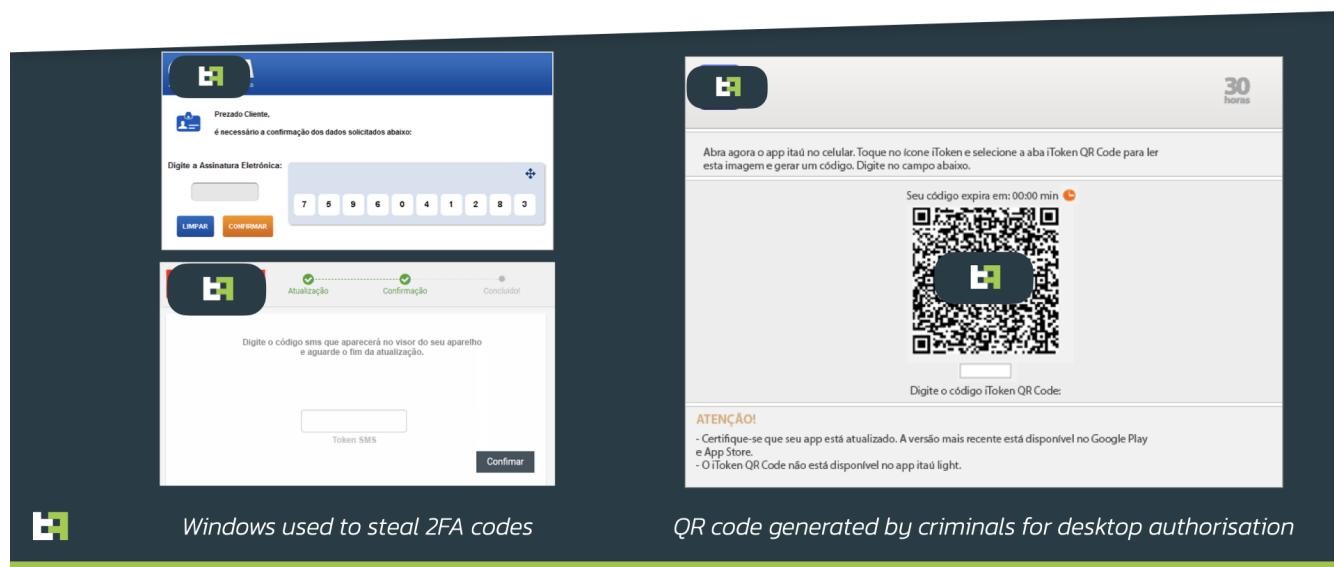 Prezado Cliente,
é necessário a confirmação dos dados solicitados abaixo:
Digite a Assinatura Eletrônica:
7 5 9 6 0 4 1 2 8 3
LIMPAR
CONFIRMAR
Atualização
Confirmação
Concluído!
Digite o código sms que aparecerá no visor do seu aparelho
e aguarde o fim da atualização.
Token SMS
Confimar
Windows used to steal 2FA codes
30
horas
Abra agora o app itaú no celular. Toque no ícone iToken e selecione a aba iToken QR Code para ler
esta imagem e gerar um código. Digite no campo abaixo.
Seu código expira em: 00:00 min
Digite o código iToken QR Code:
ATENÇÃO!
- Certifique-se que seu app está atualizado. A versão mais recente está disponível no Google Play
e App Store.
- O iToken QR Code não está disponível no app itaú light.
QR code generated by criminals for desktop authorisation